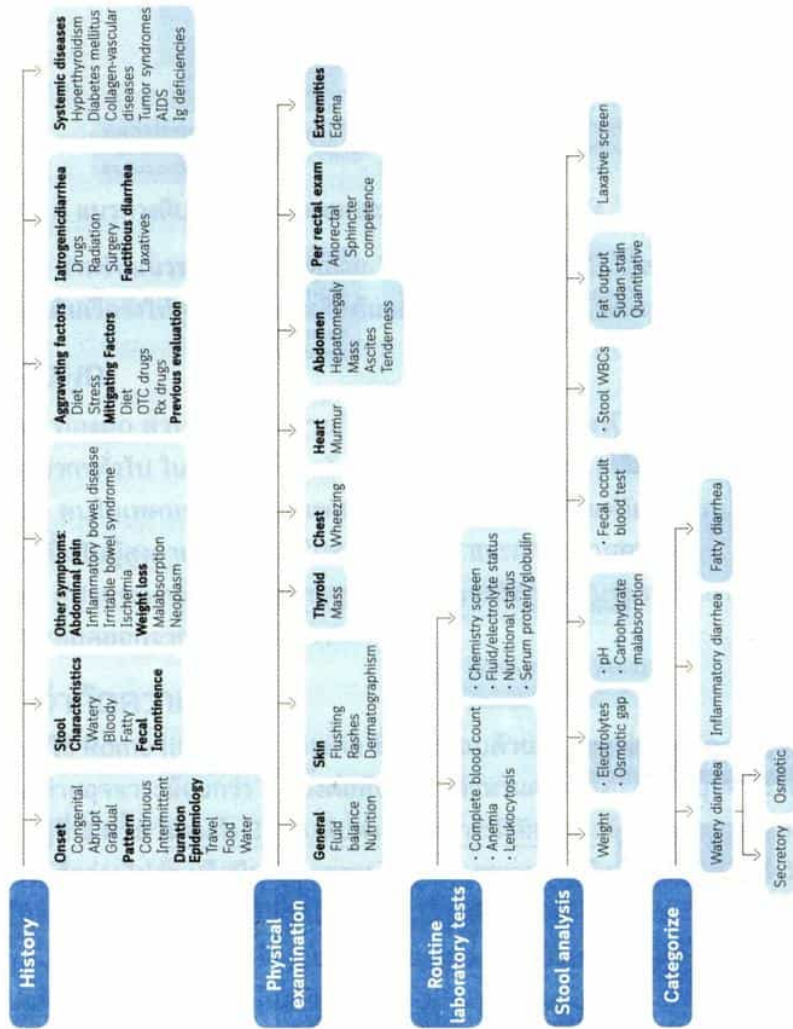 History
Onset
Congenital
Abrupt
Gradual
Pattern
Continuous
Intermittent
Duration
Epidemiology
Travel
Food
Water
Stool
Characteristics
Watery
Bloody
Fatty
Fecal
Incontinence
Other symptoms:
Abdominal pain
Inflammatory bowel disease
Irritable bowel syndrome
Ischemia
Weight loss
Malabsorption
Neoplasm
Aggravating factors
Diet
Stress
Mitigating Factors
Diet
OTC drugs
Rx drugs
Previous evaluation
Iatrogenicdiarrhea
Drugs
Radiation
Surgery
Factitious diarrhea
Laxatives
Systemic diseases
Hyperthyroidism
Diabetes mellitus
Collagen-vascular
diseases
Tumor syndromes
AIDS
Ig deficiencies
Physical
examination
General
Fluid
balance
Nutrition
Skin
Flushing
Rashes
Dermatographism
Thyroid
Mass
Chest
Wheezing
Heart
Murmur
Abdomen
Hepatomegaly
Mass
Ascites
Tenderness
Per rectal exam
Anorectal
Sphincter
competence
Extremities
Edema
Routine
laboratory tests
• Complete blood count
• Anemia
• Leukocytosis
• Chemistry screen
• Fluid/electrolyte status
• Nutritional status
• Serum protein/globulin
Stool analysis
Weight
• Electrolytes
• Osmotic gap
• pH
• Carbohydrate
malabsorption
• Fecal occult
blood test
• Stool WBCs
Fat output
Sudan stain
Quantitative
Laxative screen
Categorize
Watery diarrhea
Inflammatory diarrhea
Fatty diarrhea
Secretory
Osmotic